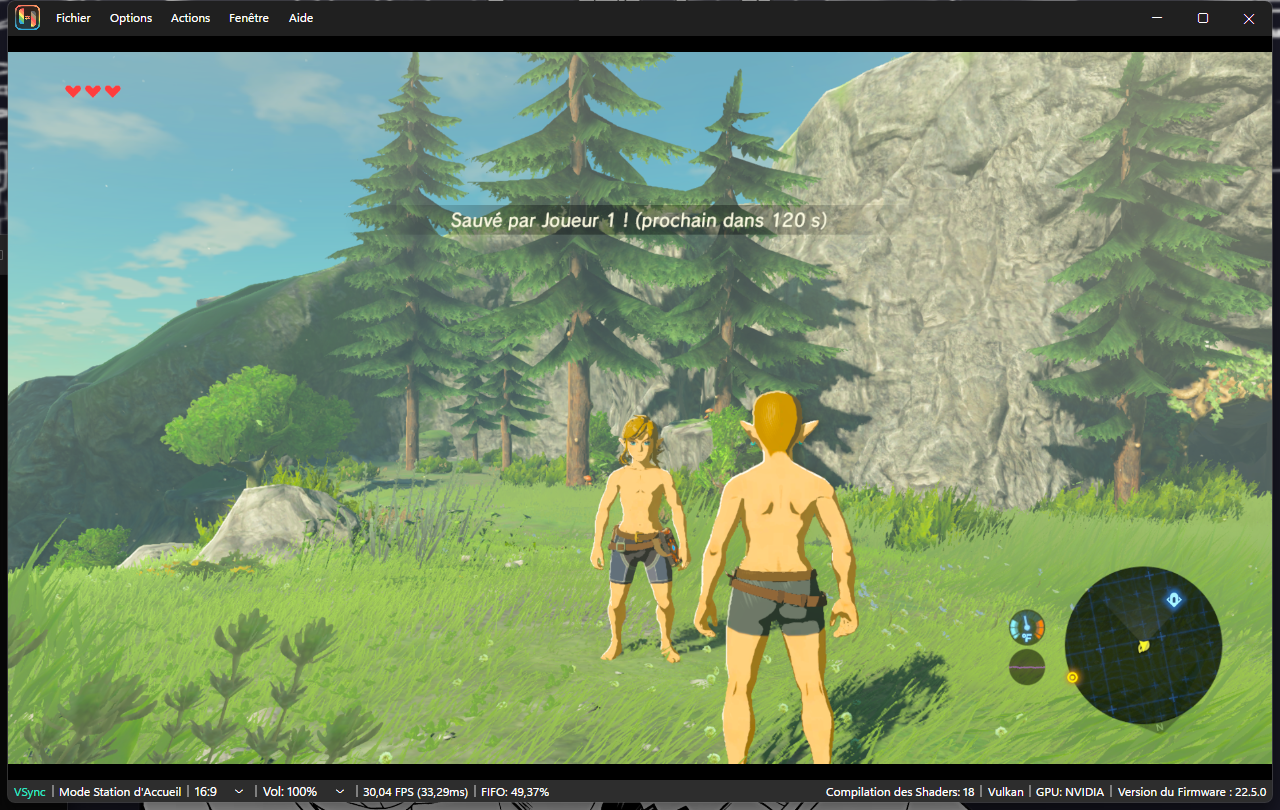 Fichier Options Actions Fenêtre Aide
Sauvé par Joueur 1 ! (prochain dans 120 s)
°F
N
VSync | Mode Station d'Accueil | 16:9 | Vol: 100% | 30,04 FPS (33,29ms) | FIFO: 49,37% Compilation des Shaders: 18 | Vulkan | GPU: NVIDIA | Version du Firmware : 22.5.0